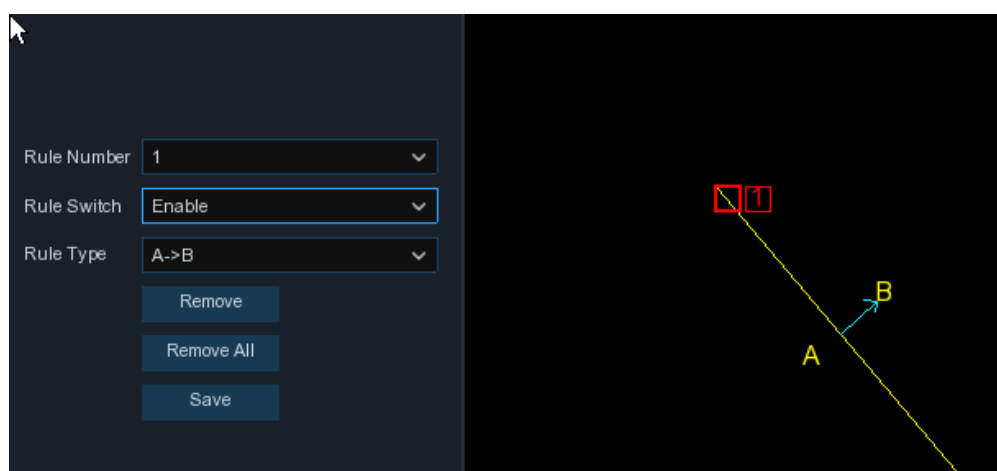 Rule Number 1
Rule Switch Enable
Rule Type A->B
Remove
Remove All
Save
1
B
A